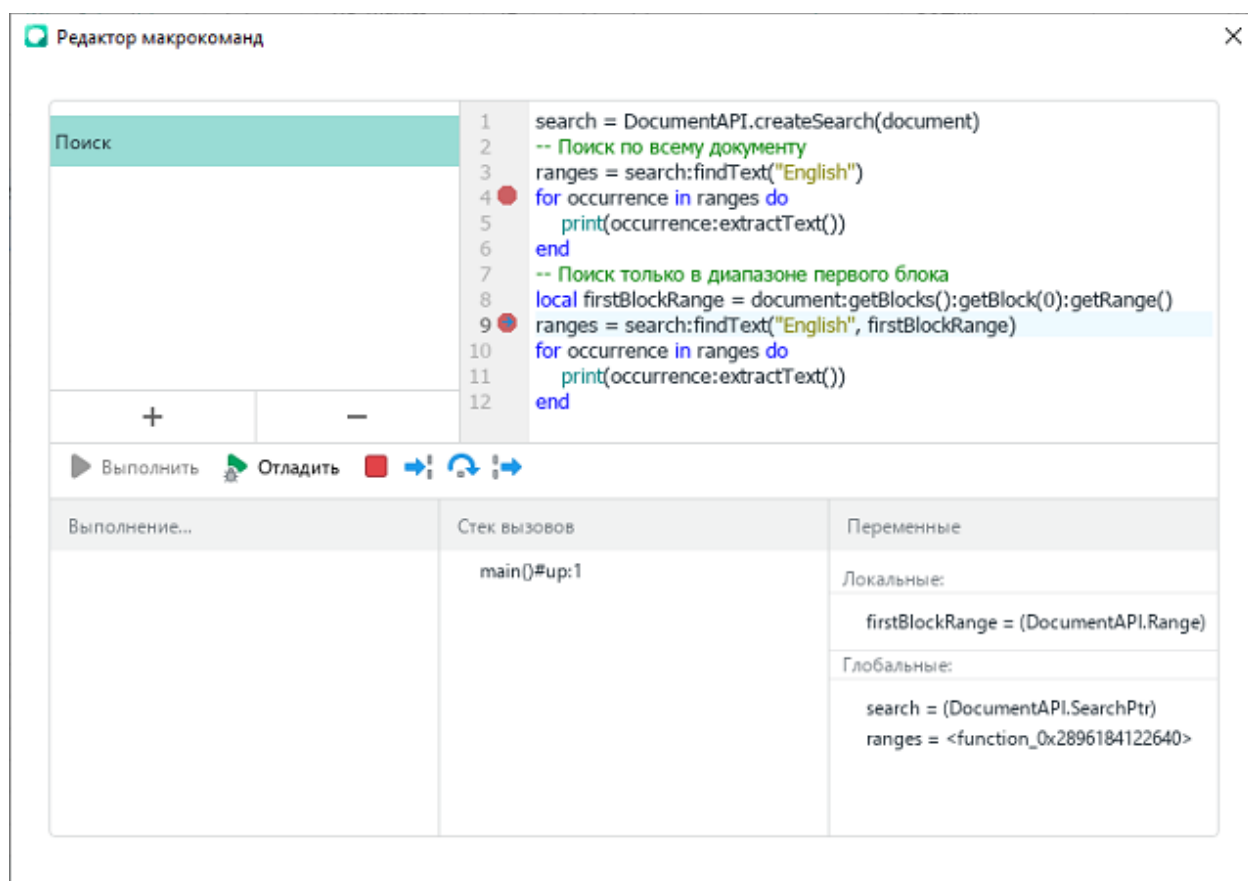 Редактор макрокоманд
Поиск
1 search = DocumentAPI.createSearch(document)
2 -- Поиск по всему документу
3 ranges = search:findText("English")
4 for occurrence in ranges do
5 print(occurrence:extractText())
6 end
7 -- Поиск только в диапазоне первого блока
8 local firstBlockRange = document:getBlocks():getBlock(0):getRange()
9 ranges = search:findText("English", firstBlockRange)
10 for occurrence in ranges do
11 print(occurrence:extractText())
12 end
+ −
Выполнить Отладить
Выполнение...
Стек вызовов
main()#up:1
Переменные
Локальные:
firstBlockRange = (DocumentAPI.Range)
Глобальные:
search = (DocumentAPI.SearchPtr)
ranges = <function_0x2896184122640>